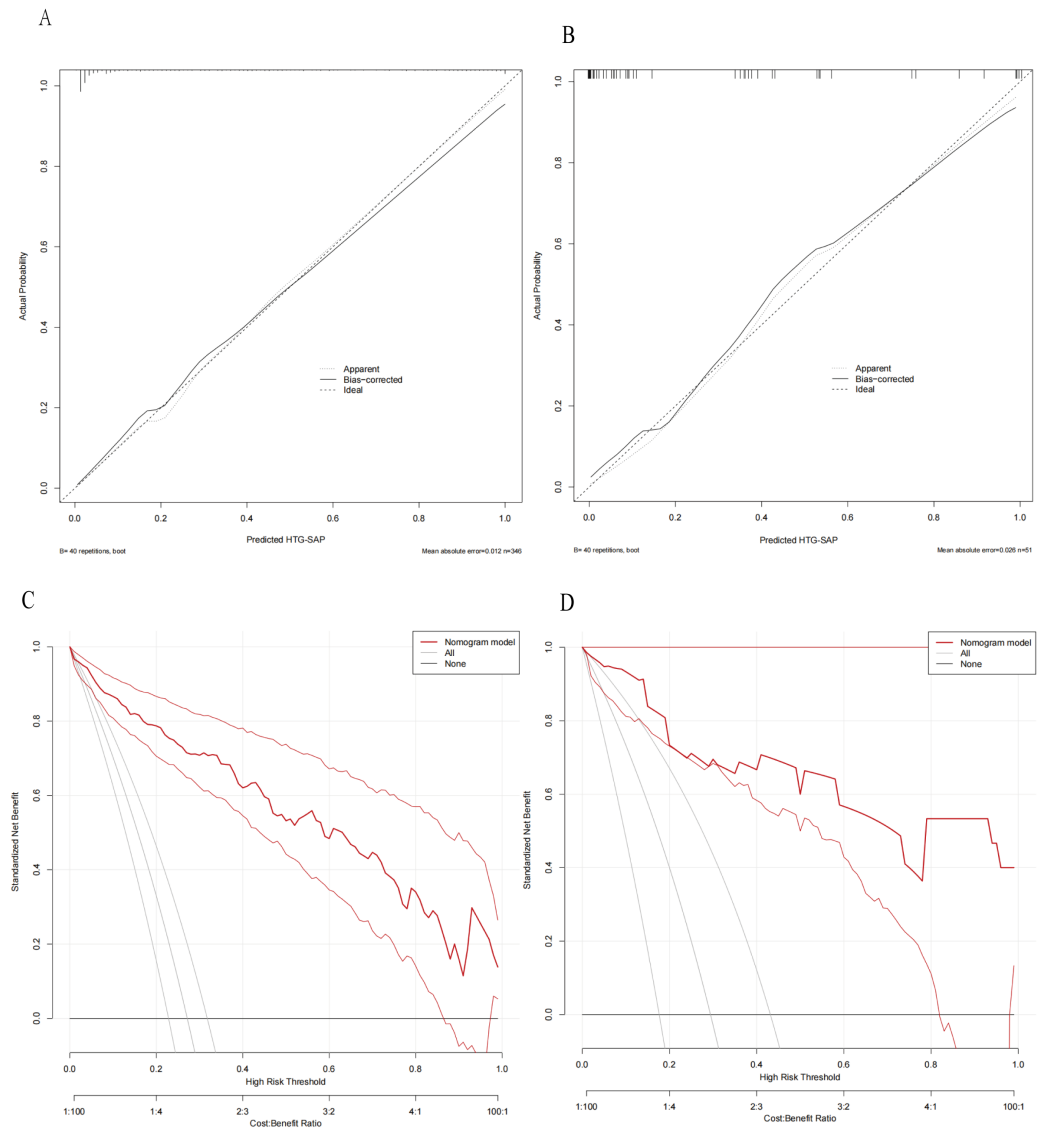 A
Actual Probability
1.0
0.8
0.6
0.4
0.2
0.0
Apparent
Bias-corrected
Ideal
0.0 0.2 0.4 0.6 0.8 1.0
Predicted HTG-SAP
B= 40 repetitions, boot
Mean absolute error=0.012 n=346
B
Actual Probability
1.0
0.8
0.6
0.4
0.2
0.0
Apparent
Bias-corrected
Ideal
0.0 0.2 0.4 0.6 0.8 1.0
Predicted HTG-SAP
B= 40 repetitions, boot
Mean absolute error=0.026 n=51
C
Standardized Net Benefit
1.0
0.8
0.6
0.4
0.2
0.0
Nomogram model
All
None
0.0 0.2 0.4 0.6 0.8 1.0
High Risk Threshold
1:100 1:4 2:3 3:2 4:1 100:1
Cost:Benefit Ratio
D
Standardized Net Benefit
1.0
0.8
0.6
0.4
0.2
0.0
Nomogram model
All
None
0.0 0.2 0.4 0.6 0.8 1.0
High Risk Threshold
1:100 1:4 2:3 3:2 4:1 100:1
Cost:Benefit Ratio